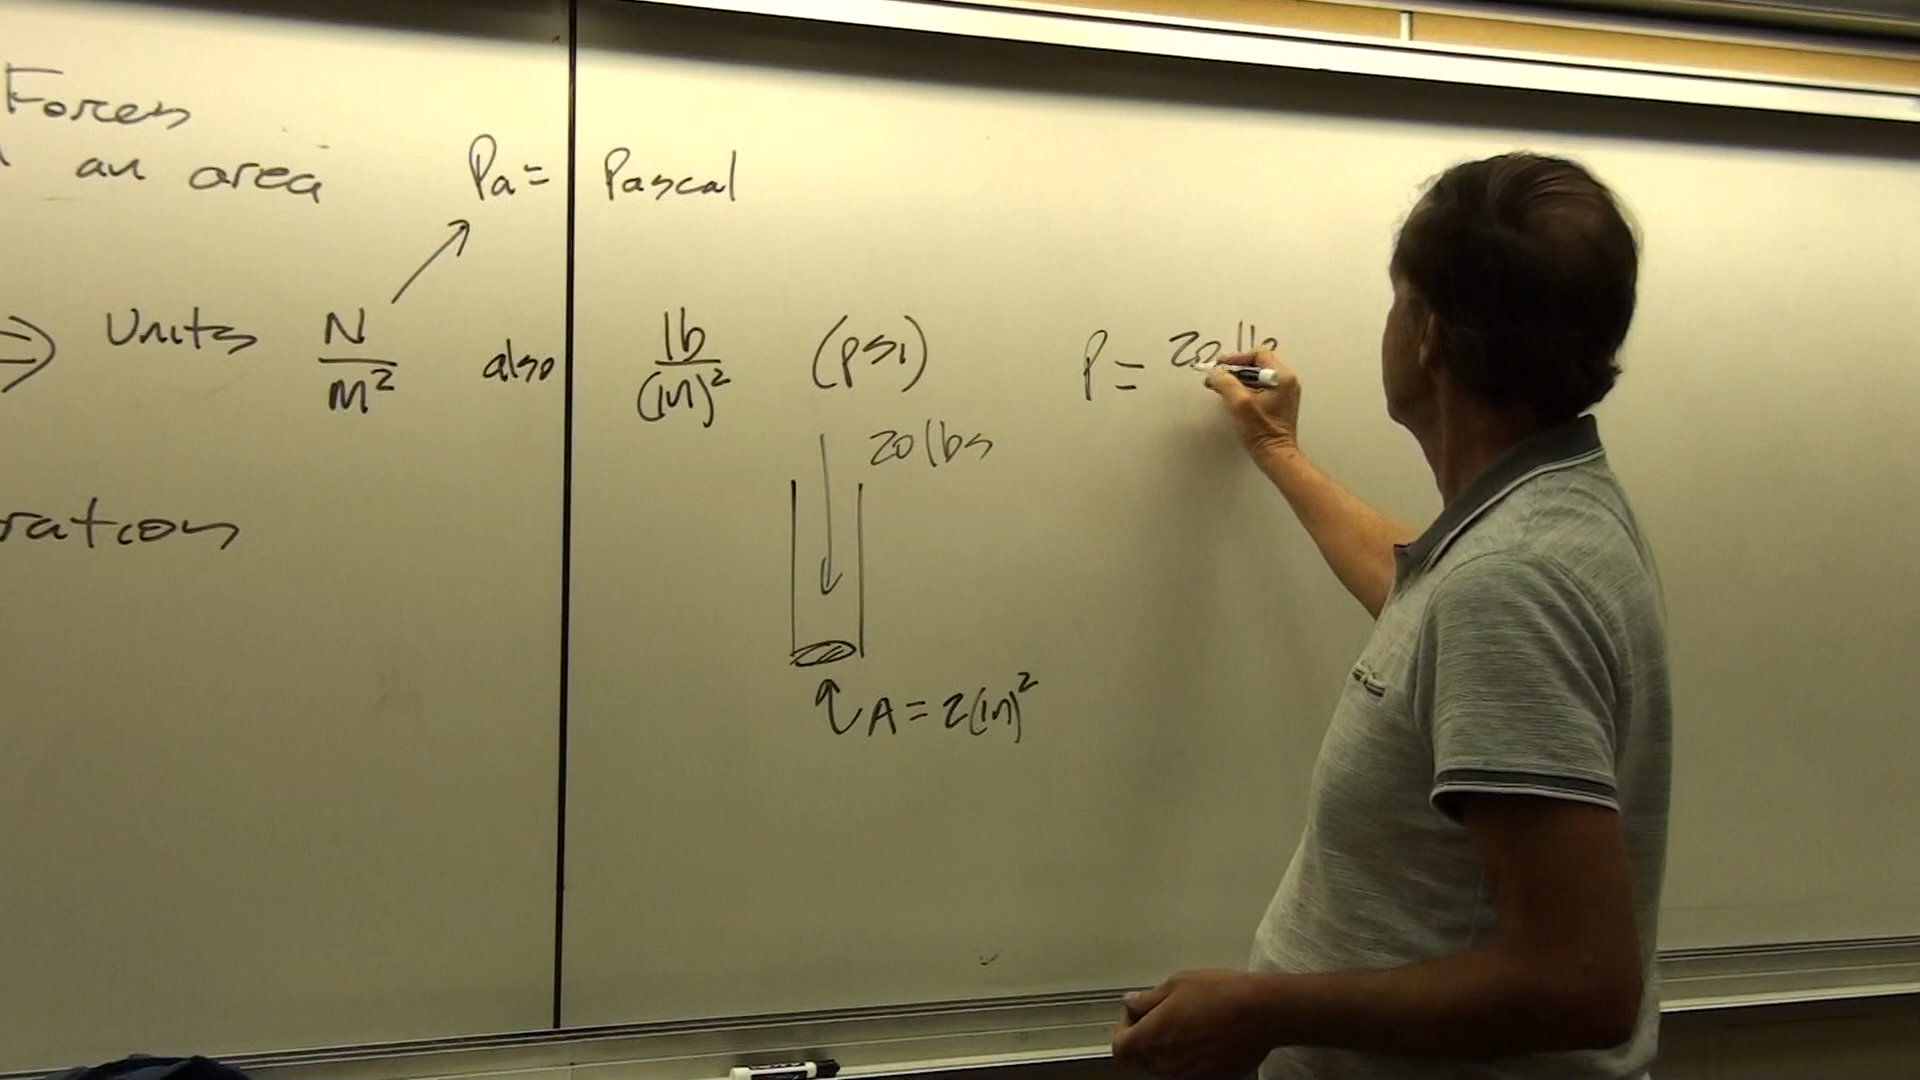 Forces
an area
Pa = Pascal
⇒ Units N/m² also lb/(in)² (psi)
P = 20 lb
20 lbs
ration
A = 2(in)²